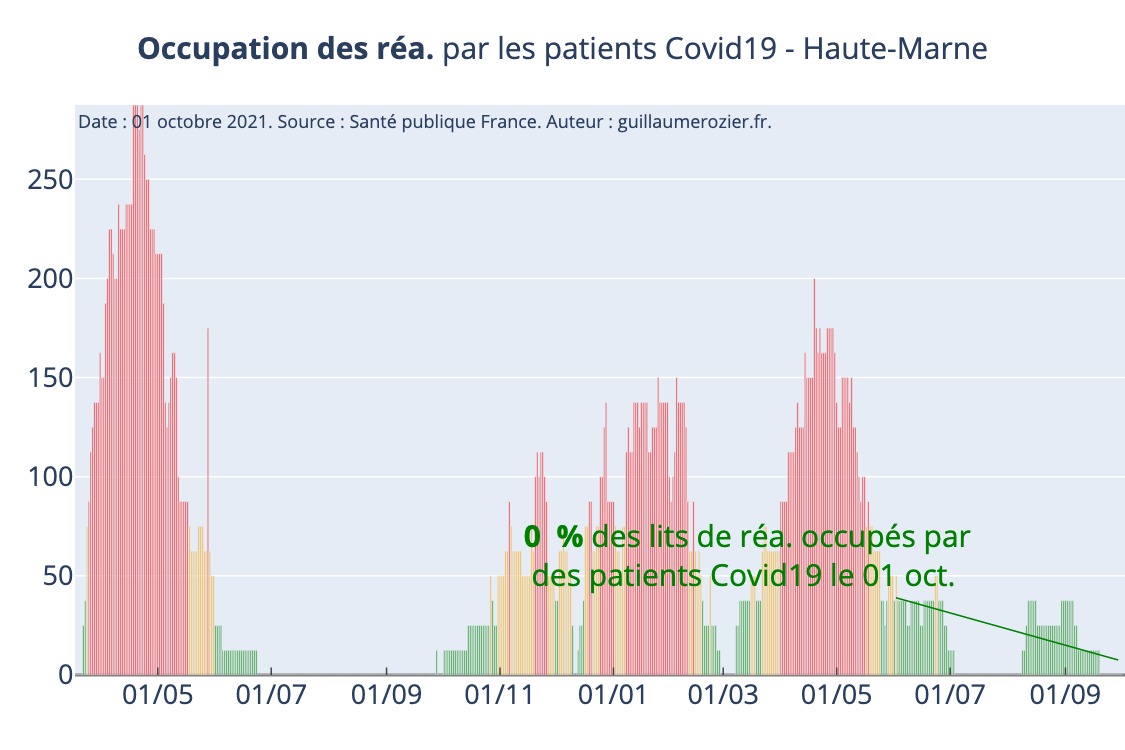 Occupation des réa. par les patients Covid19 - Haute-Marne
Date : 01 octobre 2021. Source : Santé publique France. Auteur : guillaumerozier.fr.
250
200
150
100
0 % des lits de réa. occupés par
des patients Covid19 le 01 oct.
50
0
01/05 01/07 01/09 01/11 01/01 01/03 01/05 01/07 01/09